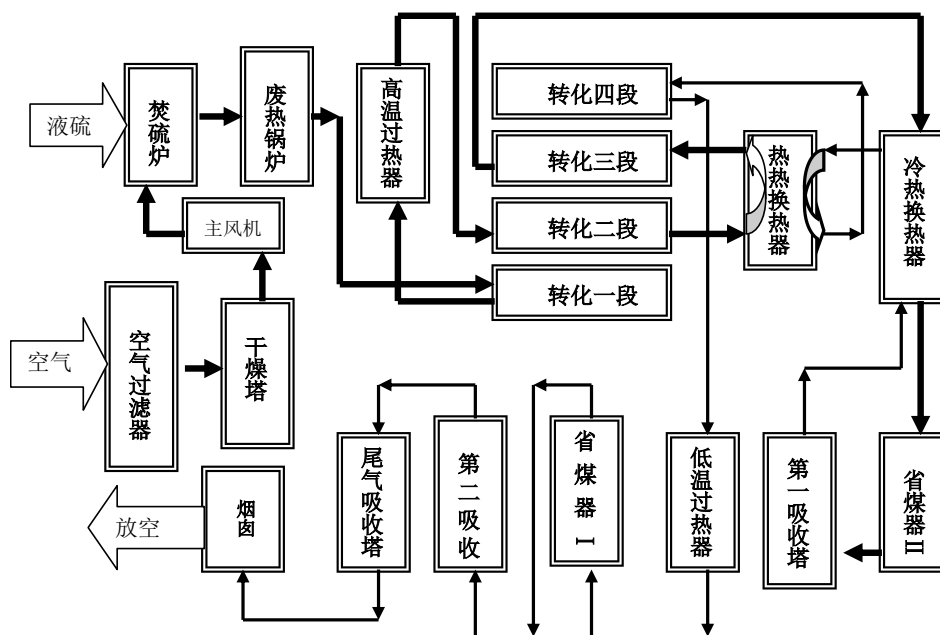 液硫
焚硫炉
废热锅炉
高温过热器
转化四段
转化三段
转化二段
转化一段
热热换热器
冷热换热器
主风机
空气
空气过滤器
干燥塔
放空
烟囱
尾气吸收塔
第二吸收
省煤器 I
低温过热器
第一吸收塔
省煤器 II